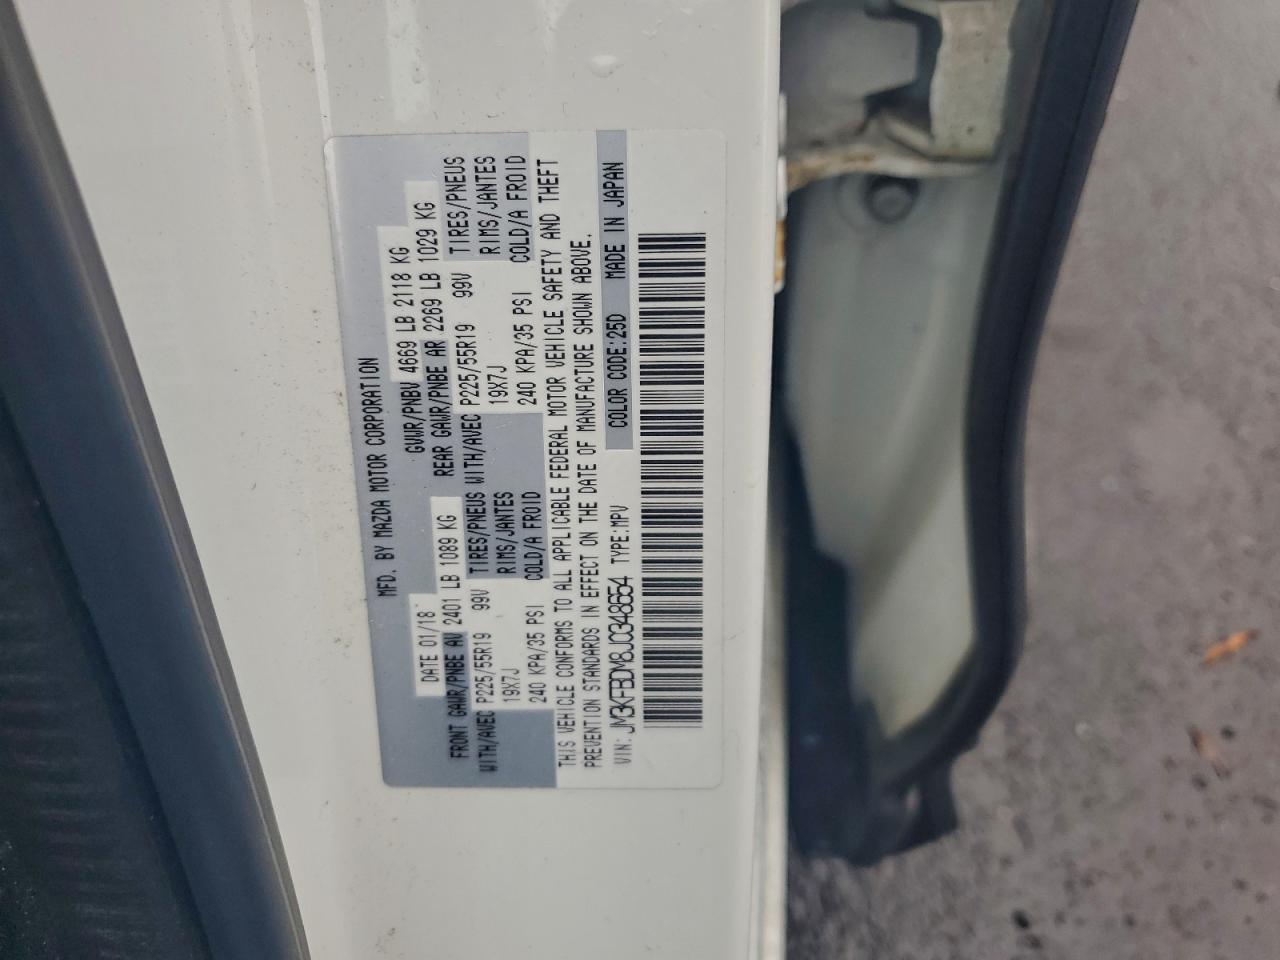 MFD. BY MAZDA MOTOR CORPORATION
DATE 01/18 GVWR/PNBV 4669 LB 2118 KG
FRONT GAWR/PNBE AV 2401 LB 1089 KG REAR GAWR/PNBE AR 2269 LB 1029 KG
WITH/AVEC P225/55R19 99V TIRES/PNEUS WITH/AVEC P225/55R19 99V TIRES/PNEUS
19X7J RIMS/JANTES 19X7J RIMS/JANTES
240 KPA/35 PSI COLD/A FROID 240 KPA/35 PSI COLD/A FROID
THIS VEHICLE CONFORMS TO ALL APPLICABLE FEDERAL MOTOR VEHICLE SAFETY AND THEFT
PREVENTION STANDARDS IN EFFECT ON THE DATE OF MANUFACTURE SHOWN ABOVE.
VIN: JM3KFBDM8J0348654 TYPE:MPV COLOR CODE:25D MADE IN JAPAN